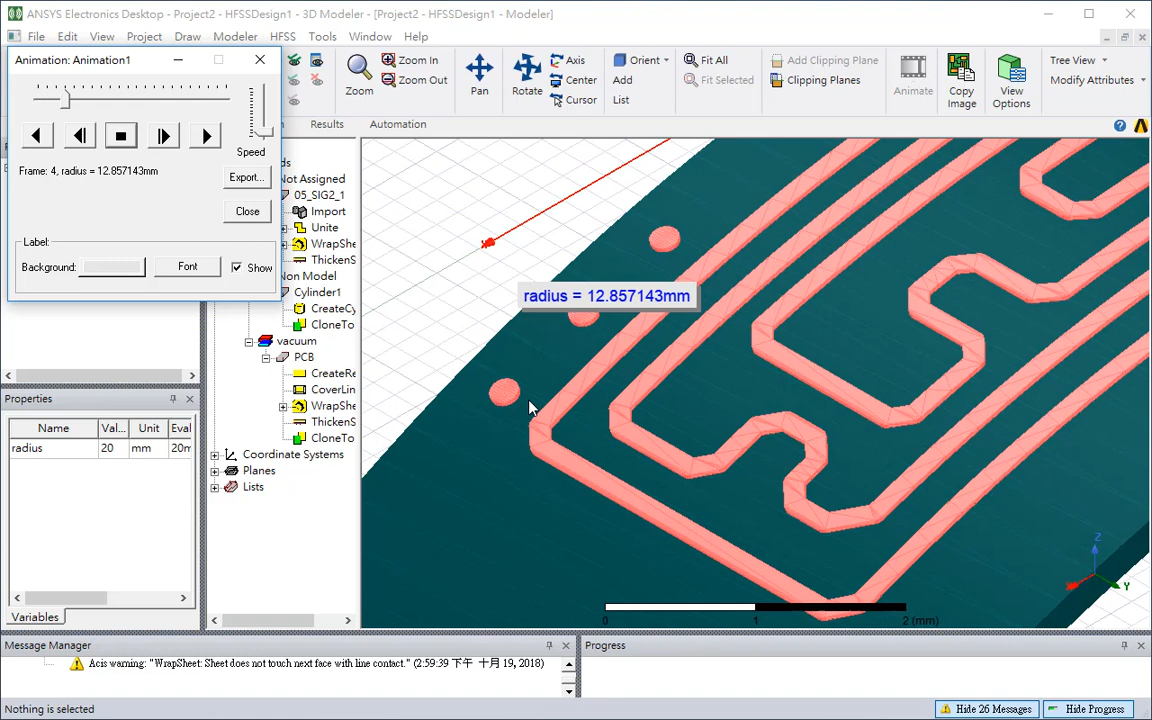 ANSYS Electronics Desktop - Project2 - HFSSDesign1 - 3D Modeler - [Project2 - HFSSDesign1 - Modeler]
File Edit View Project Draw Modeler HFSS Tools Window Help
Animation: Animation1
Speed
Frame: 4, radius = 12.857143mm
Export...
Close
Label:
Background:
Font
Show
Zoom
Zoom In
Zoom Out
Pan
Rotate
Axis
Center
Cursor
Orient
Add
List
Fit All
Fit Selected
Add Clipping Plane
Clipping Planes
Animate
Copy
Image
View
Options
Tree View
Modify Attributes
Results
Automation
Not Assigned
05_SIG2_1
Import
Unite
WrapShe
ThickenS
Non Model
Cylinder1
CreateCy
CloneTo
vacuum
PCB
CreateRe
CoverLin
WrapShe
ThickenS
CloneTo
Coordinate Systems
Planes
Lists
Properties
Name Val... Unit Eval
radius 20 mm 20m
Variables
radius = 12.857143mm
0 1 2 (mm)
Z
Y
Message Manager
Acis warning: "WrapSheet: Sheet does not touch next face with line contact." (2:59:39 下午 十月 19, 2018)
Progress
Nothing is selected
Hide 26 Messages
Hide Progress